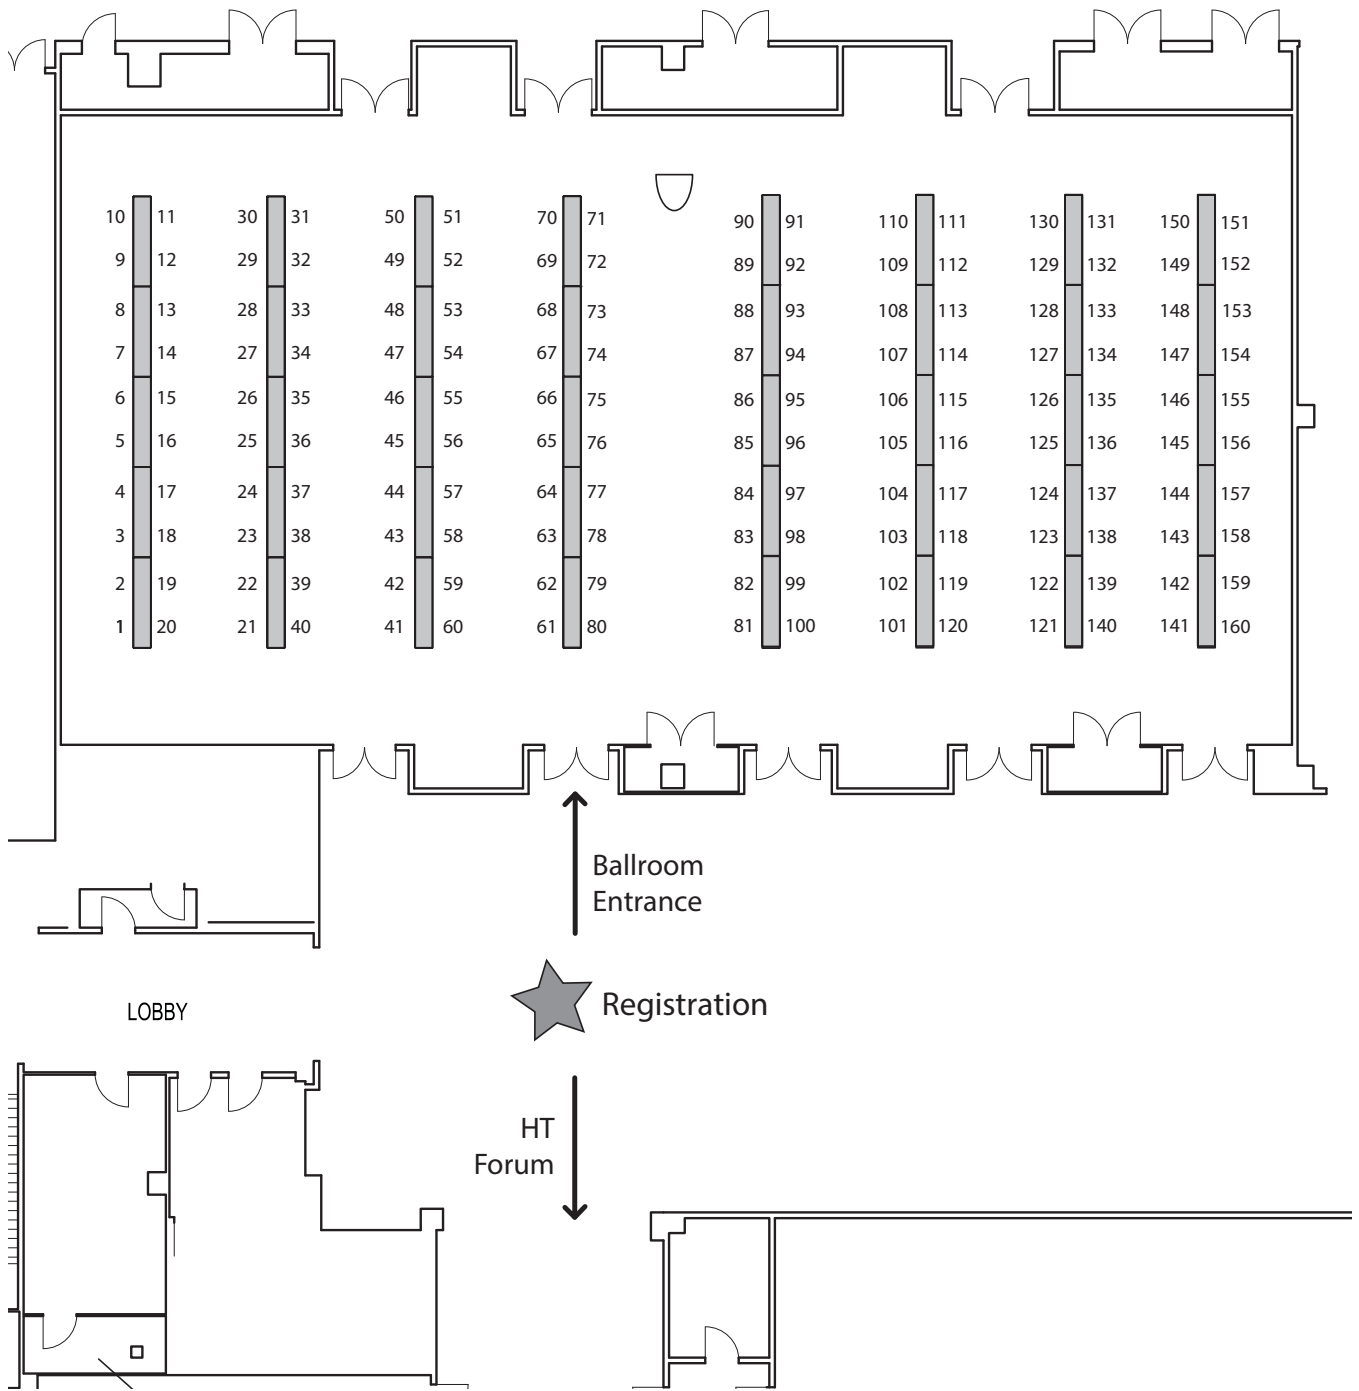 10 11 30 31 50 51 70 71 90 91 110 111 130 131 150 151
9 12 29 32 49 52 69 72 89 92 109 112 129 132 149 152
8 13 28 33 48 53 68 73 88 93 108 113 128 133 148 153
7 14 27 34 47 54 67 74 87 94 107 114 127 134 147 154
6 15 26 35 46 55 66 75 86 95 106 115 126 135 146 155
5 16 25 36 45 56 65 76 85 96 105 116 125 136 145 156
4 17 24 37 44 57 64 77 84 97 104 117 124 137 144 157
3 18 23 38 43 58 63 78 83 98 103 118 123 138 143 158
2 19 22 39 42 59 62 79 82 99 102 119 122 139 142 159
1 20 21 40 41 60 61 80 81 100 101 120 121 140 141 160
Ballroom
Entrance
Registration
LOBBY
HT
Forum